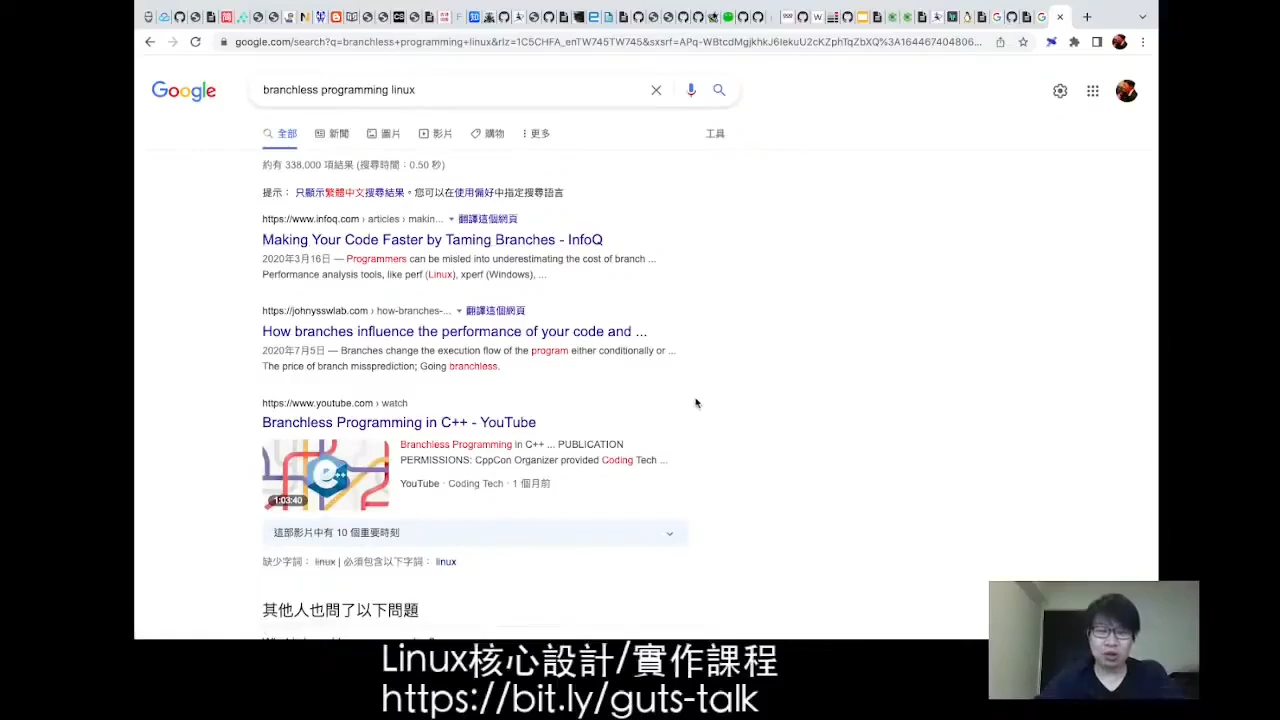 google.com/search?q=branchless+programming+linux&rlz=1C5CHFA_enTW745TW745&sxsrf=APq-WBtcdMgjkhkJ6IekuU2cKZphTqZbXQ%3A164467404806...
Google
branchless programming linux
全部 新聞 圖片 影片 購物 更多 工具
約有 338,000 項結果 (搜尋時間：0.50 秒)
提示： 只顯示繁體中文搜尋結果。您可以在使用偏好中指定搜尋語言
https://www.infoq.com › articles › makin... 翻譯這個網頁
Making Your Code Faster by Taming Branches - InfoQ
2020年3月16日 — Programmers can be misled into underestimating the cost of branch ...
Performance analysis tools, like perf (Linux), xperf (Windows), ...
https://johnysswlab.com › how-branches-... 翻譯這個網頁
How branches influence the performance of your code and ...
2020年7月5日 — Branches change the execution flow of the program either conditionally or ...
The price of branch missprediction; Going branchless.
https://www.youtube.com › watch
Branchless Programming in C++ - YouTube
Branchless Programming in C++ ... PUBLICATION
PERMISSIONS: CppCon Organizer provided Coding Tech ...
YouTube · Coding Tech · 1 個月前
1:03:40
這部影片中有 10 個重要時刻
缺少字詞： linux | 必須包含以下字詞： linux
其他人也問了以下問題
Linux核心設計/實作課程
https://bit.ly/guts-talk